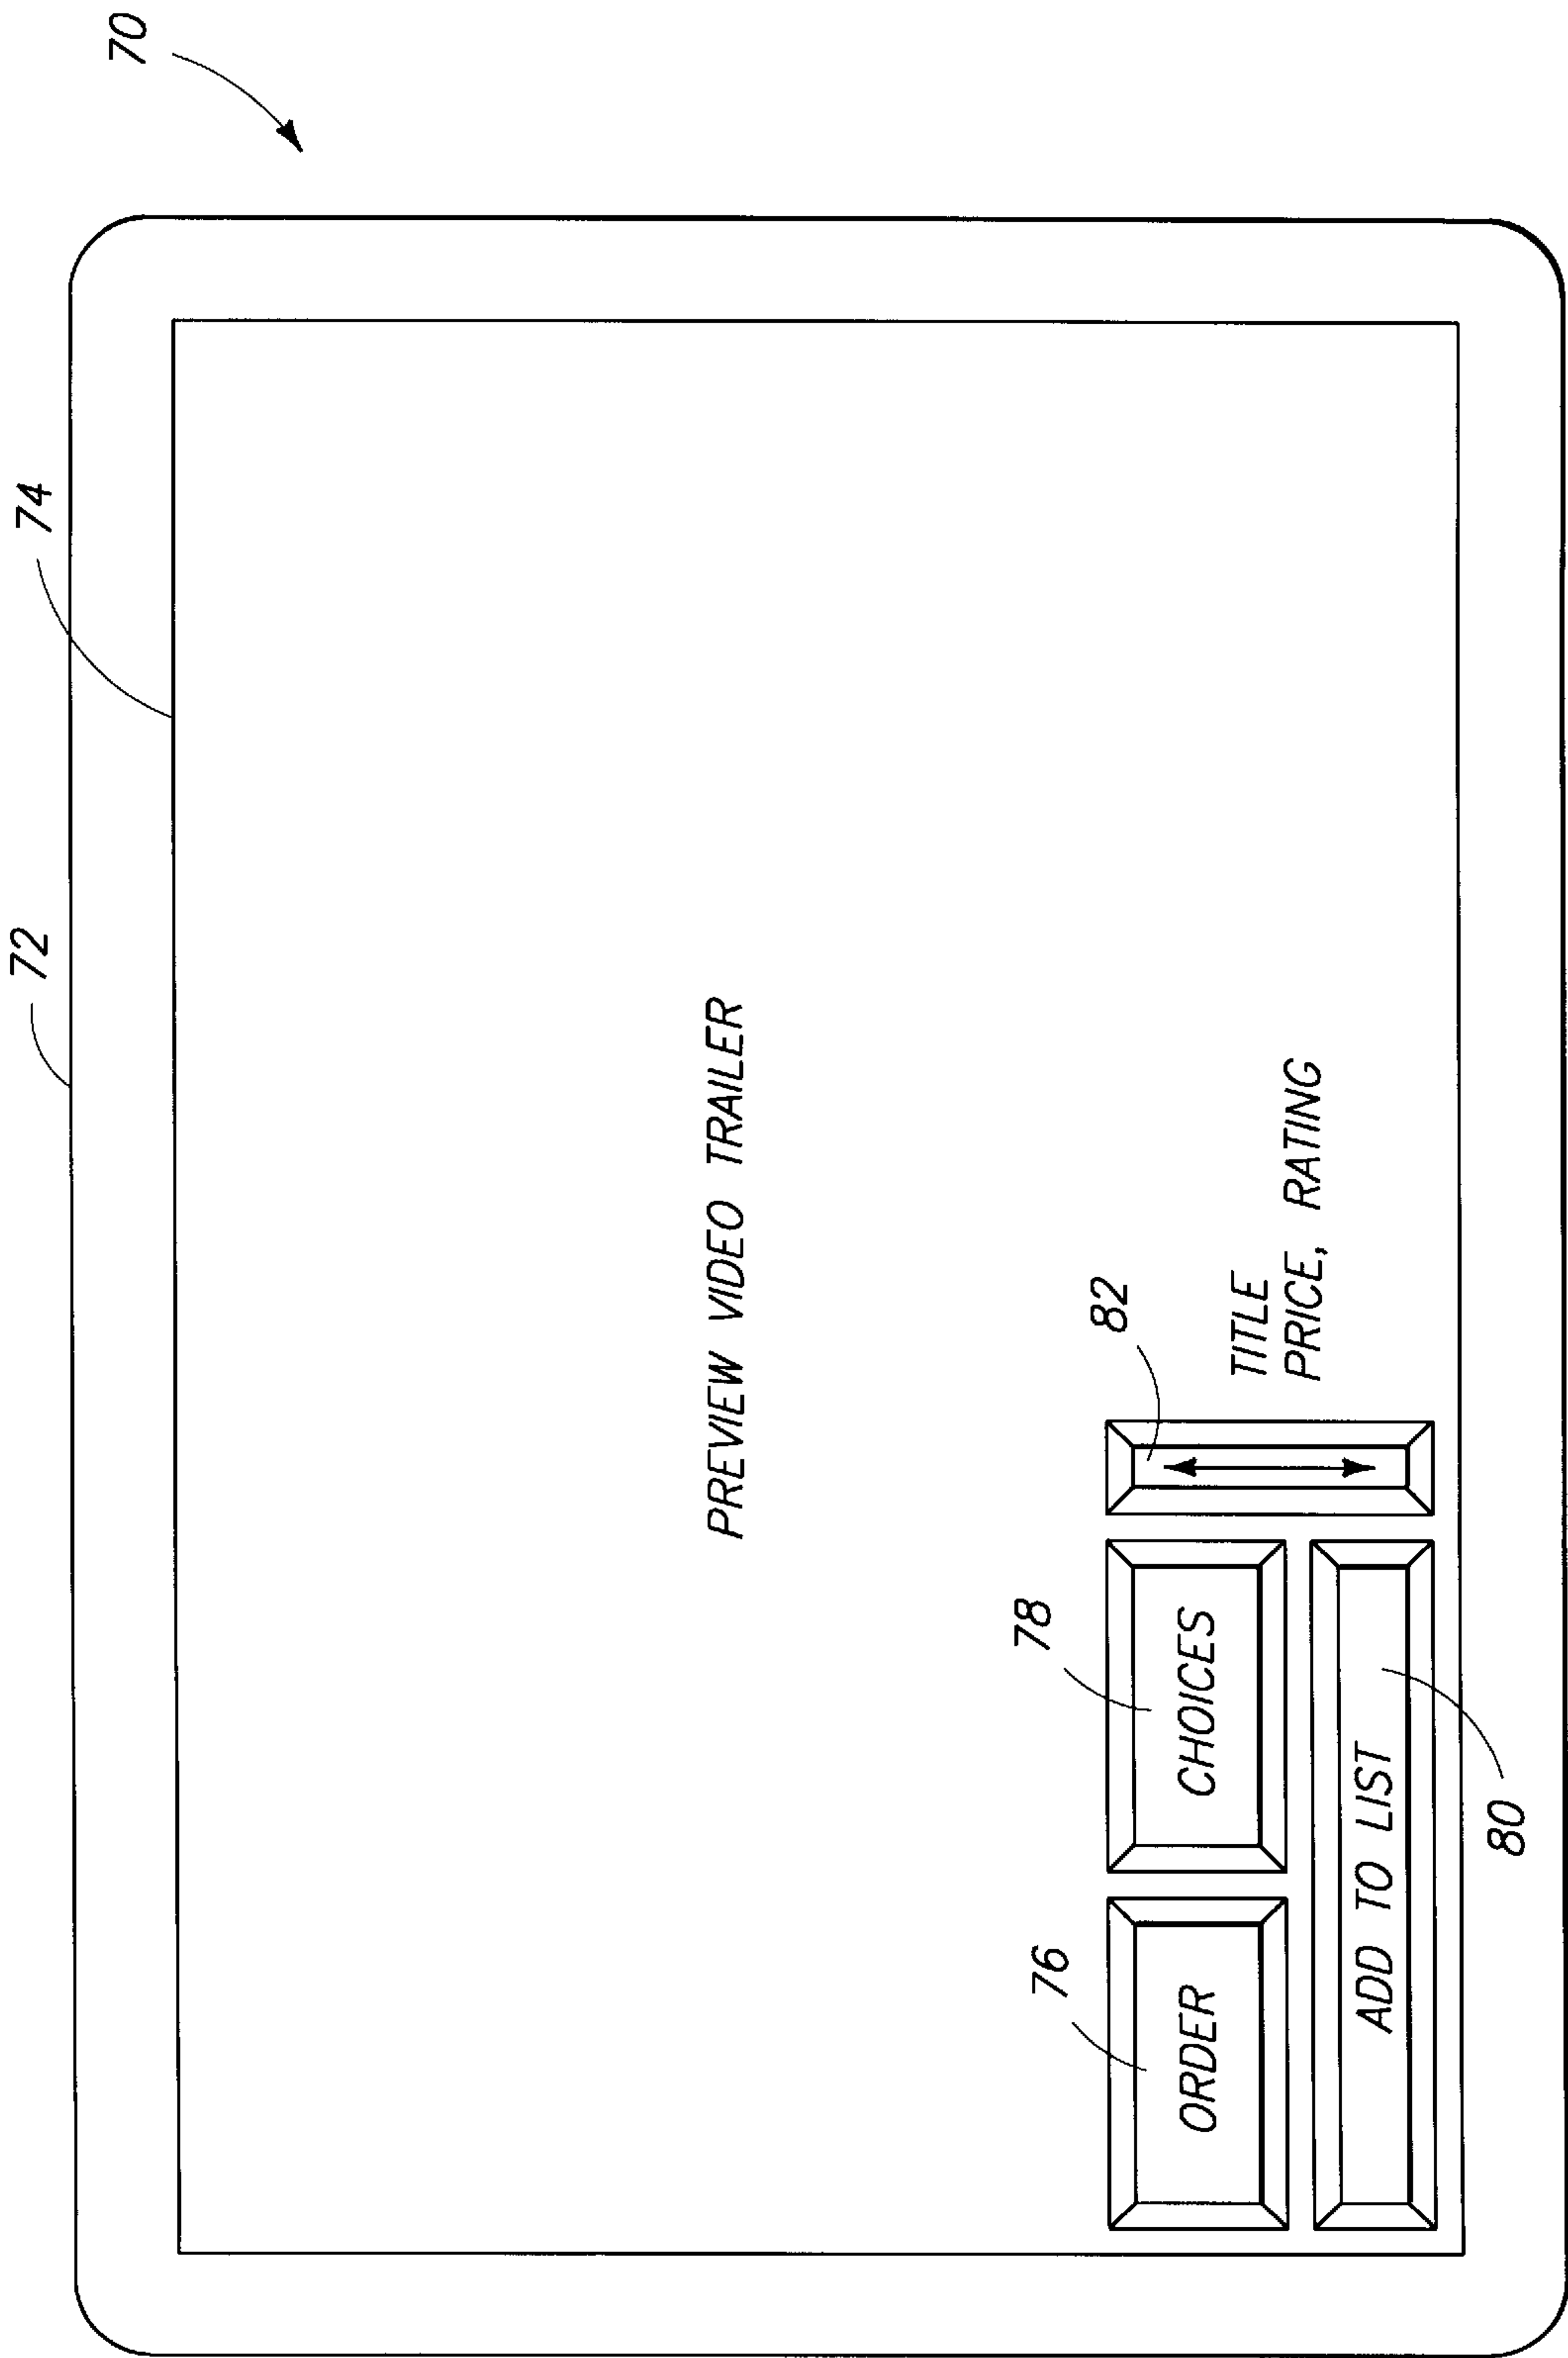 70
74
72
PREVIEW VIDEO TRAILER
82
78
76
ORDER
CHOICES
TITLE
PRICE, RATING
ADD TO LIST
80